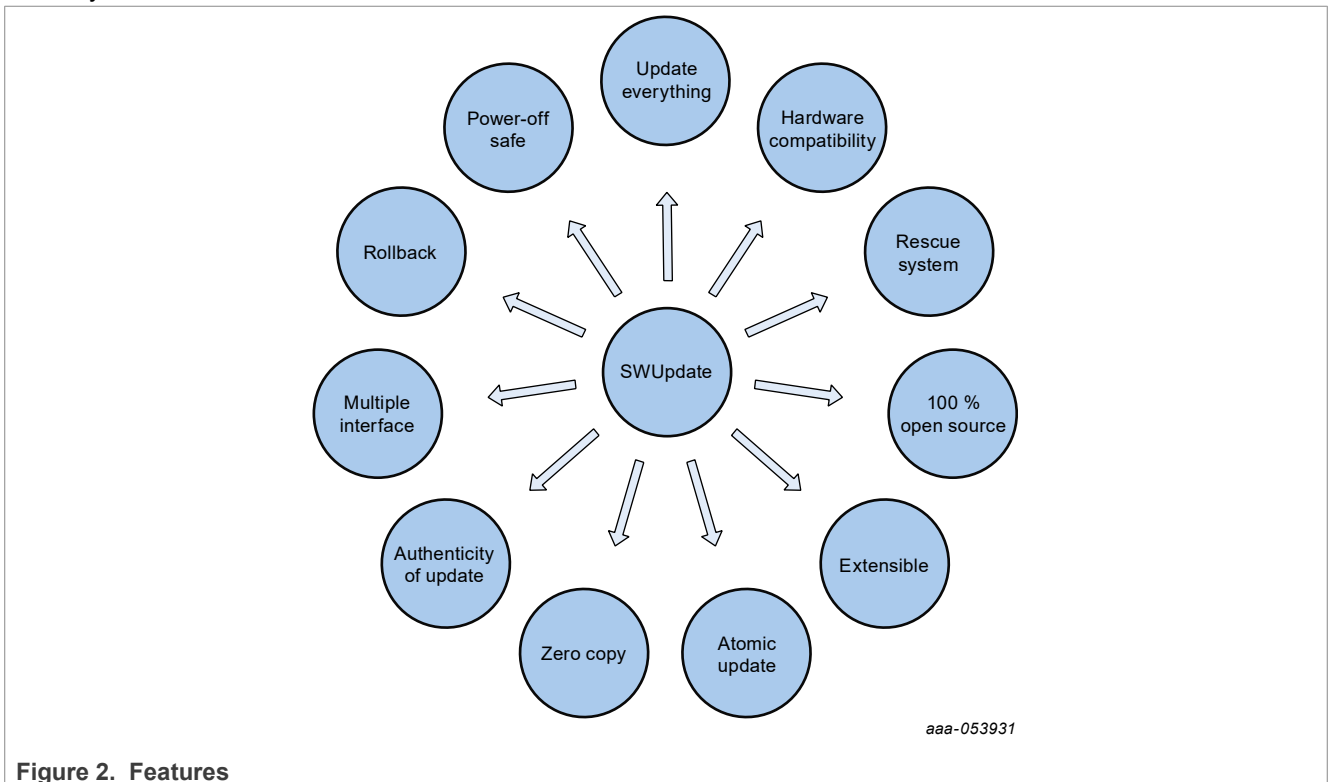 Update
everything
Hardware
compatibility
Rescue
system
100 %
open source
Extensible
Atomic
update
Zero copy
Authenticity
of update
Multiple
interface
Rollback
Power-off
safe
SWUpdate
aaa-053931
Figure 2. Features